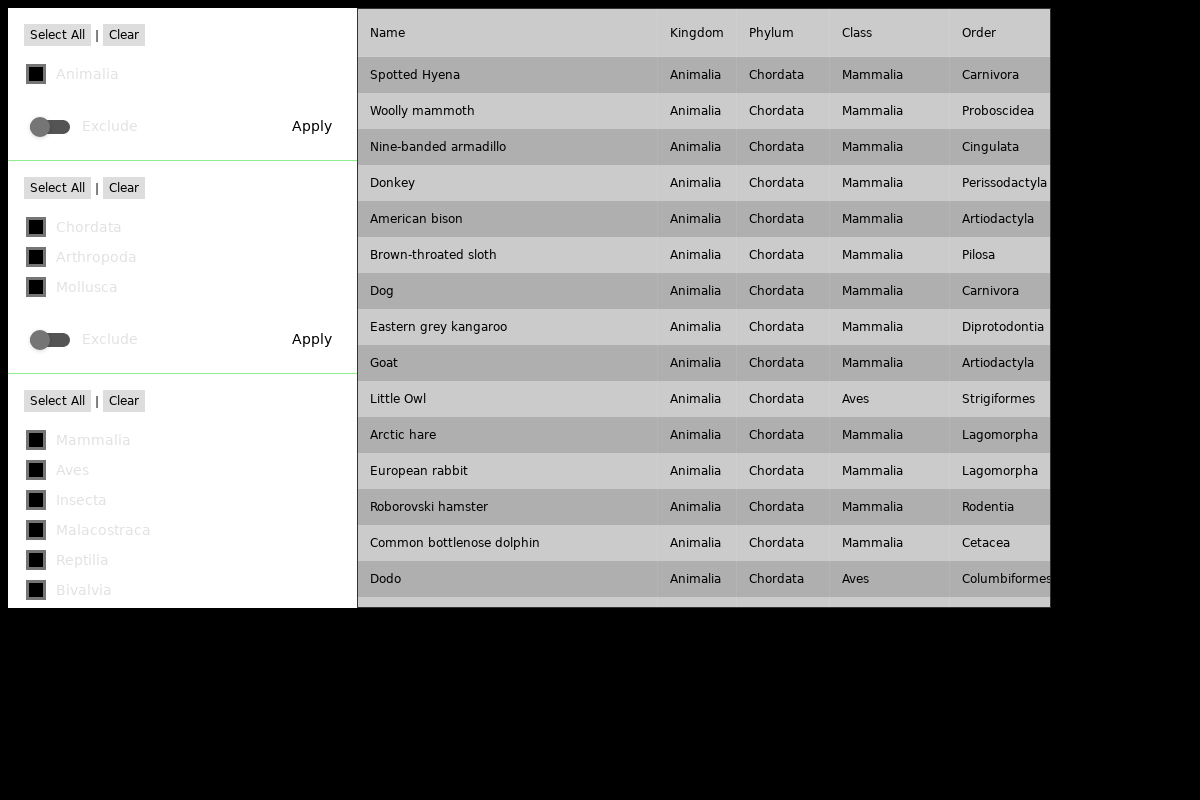 Select All | Clear
Animalia
Exclude Apply
Select All | Clear
Chordata
Arthropoda
Mollusca
Exclude Apply
Select All | Clear
Mammalia
Aves
Insecta
Malacostraca
Reptilia
Bivalvia
Name Kingdom Phylum Class Order
Spotted Hyena Animalia Chordata Mammalia Carnivora
Woolly mammoth Animalia Chordata Mammalia Proboscidea
Nine-banded armadillo Animalia Chordata Mammalia Cingulata
Donkey Animalia Chordata Mammalia Perissodactyla
American bison Animalia Chordata Mammalia Artiodactyla
Brown-throated sloth Animalia Chordata Mammalia Pilosa
Dog Animalia Chordata Mammalia Carnivora
Eastern grey kangaroo Animalia Chordata Mammalia Diprotodontia
Goat Animalia Chordata Mammalia Artiodactyla
Little Owl Animalia Chordata Aves Strigiformes
Arctic hare Animalia Chordata Mammalia Lagomorpha
European rabbit Animalia Chordata Mammalia Lagomorpha
Roborovski hamster Animalia Chordata Mammalia Rodentia
Common bottlenose dolphin Animalia Chordata Mammalia Cetacea
Dodo Animalia Chordata Aves Columbiformes